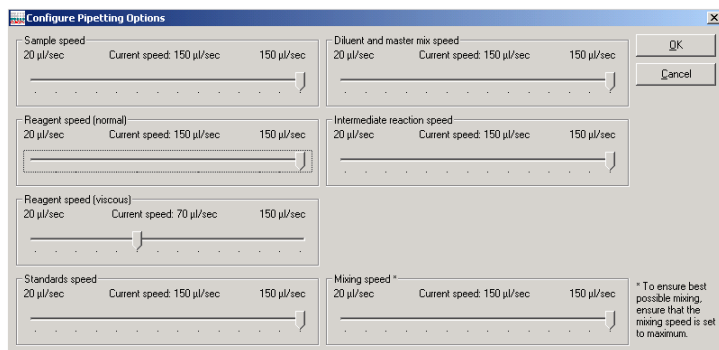 Configure Pipetting Options
Sample speed
20 µl/sec Current speed: 150 µl/sec 150 µl/sec
Diluent and master mix speed
20 µl/sec Current speed: 150 µl/sec 150 µl/sec
OK
Cancel
Reagent speed (normal)
20 µl/sec Current speed: 150 µl/sec 150 µl/sec
Intermediate reaction speed
20 µl/sec Current speed: 150 µl/sec 150 µl/sec
Reagent speed (viscous)
20 µl/sec Current speed: 70 µl/sec 150 µl/sec
Standards speed
20 µl/sec Current speed: 150 µl/sec 150 µl/sec
Mixing speed *
20 µl/sec Current speed: 150 µl/sec 150 µl/sec
* To ensure best
possible mixing,
ensure that the
mixing speed is set
to maximum.